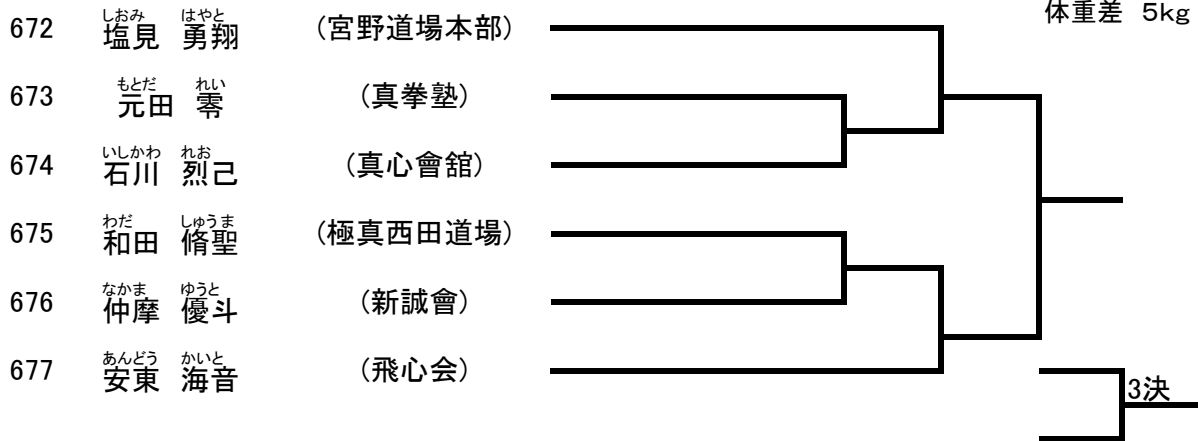 体重差 5kg
しおみ はやと
672 塩見 勇翔 (宮野道場本部)
もとだ れい
673 元田 零 (真拳塾)
いしかわ れお
674 石川 烈己 (真心會舘)
わだ しゅうま
675 和田 脩聖 (極真西田道場)
なかま ゆうと
676 仲摩 優斗 (新誠會)
あんどう かいと
677 安東 海音 (飛心会)
3決